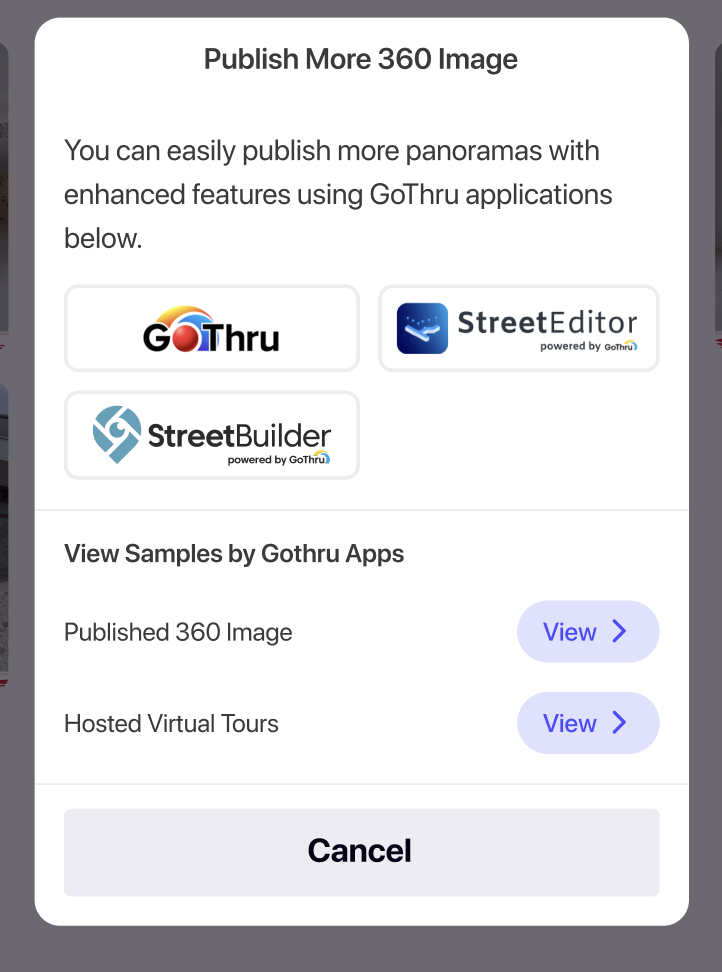 Publish More 360 Image
You can easily publish more panoramas with
enhanced features using GoThru applications
below.
GoThru
StreetEditor
powered by GoThru
StreetBuilder
powered by GoThru
View Samples by Gothru Apps
Published 360 Image
View
Hosted Virtual Tours
View
Cancel